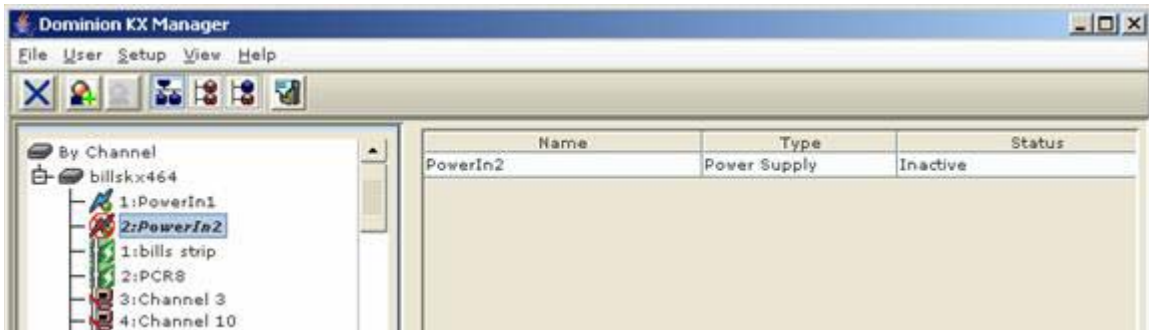 Dominion KX Manager
File User Setup View Help
By Channel
billskx464
1:PowerIn1
2:PowerIn2
1:bills strip
2:PCR8
3:Channel 3
4:Channel 10
Name Type Status
PowerIn2 Power Supply Inactive